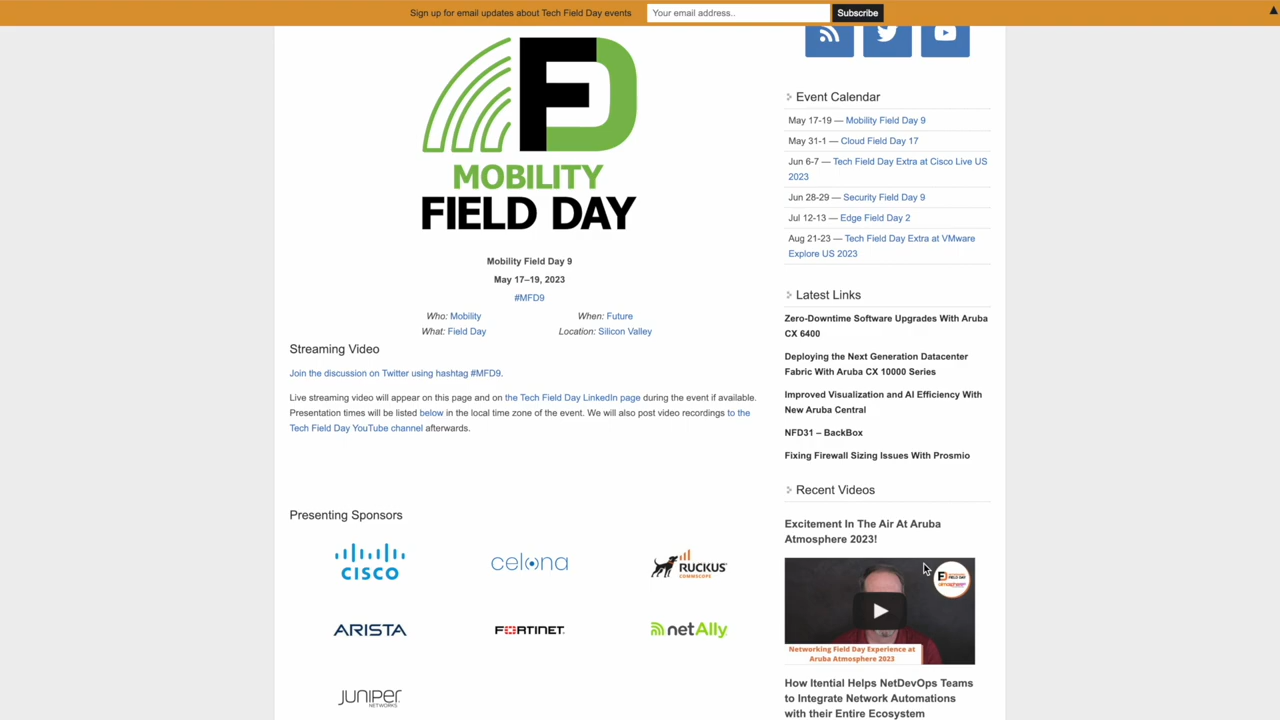 Sign up for email updates about Tech Field Day events
Your email address..
Subscribe
FD
MOBILITY
FIELD DAY
Mobility Field Day 9
May 17–19, 2023
#MFD9
Who: Mobility
When: Future
What: Field Day
Location: Silicon Valley
Streaming Video
Join the discussion on Twitter using hashtag #MFD9.
Live streaming video will appear on this page and on the Tech Field Day LinkedIn page during the event if available.
Presentation times will be listed below in the local time zone of the event. We will also post video recordings to the
Tech Field Day YouTube channel afterwards.
Presenting Sponsors
CISCO
celona
RUCKUS
COMMSCOPE
ARISTA
FORTINET
netAlly
JUNIPER
NETWORKS
Event Calendar
May 17-19 — Mobility Field Day 9
May 31-1 — Cloud Field Day 17
Jun 6-7 — Tech Field Day Extra at Cisco Live US
2023
Jun 28-29 — Security Field Day 9
Jul 12-13 — Edge Field Day 2
Aug 21-23 — Tech Field Day Extra at VMware
Explore US 2023
Latest Links
Zero-Downtime Software Upgrades With Aruba
CX 6400
Deploying the Next Generation Datacenter
Fabric With Aruba CX 10000 Series
Improved Visualization and AI Efficiency With
New Aruba Central
NFD31 – BackBox
Fixing Firewall Sizing Issues With Prosmio
Recent Videos
Excitement In The Air At Aruba
Atmosphere 2023!
Networking Field Day Experience at
Aruba Atmosphere 2023
How Itential Helps NetDevOps Teams
to Integrate Network Automations
with their Entire Ecosystem